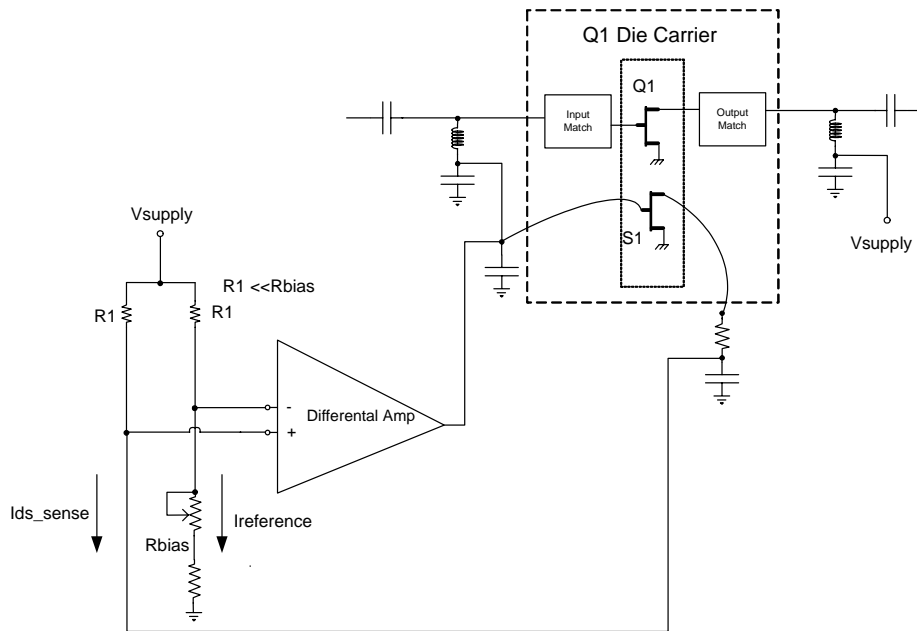 Q1 Die Carrier
Q1
Input
Match
Output
Match
S1
Vsupply
Vsupply
R1 <<Rbias
R1
R1
-
Differental Amp
+
Ids_sense
Ireference
Rbias